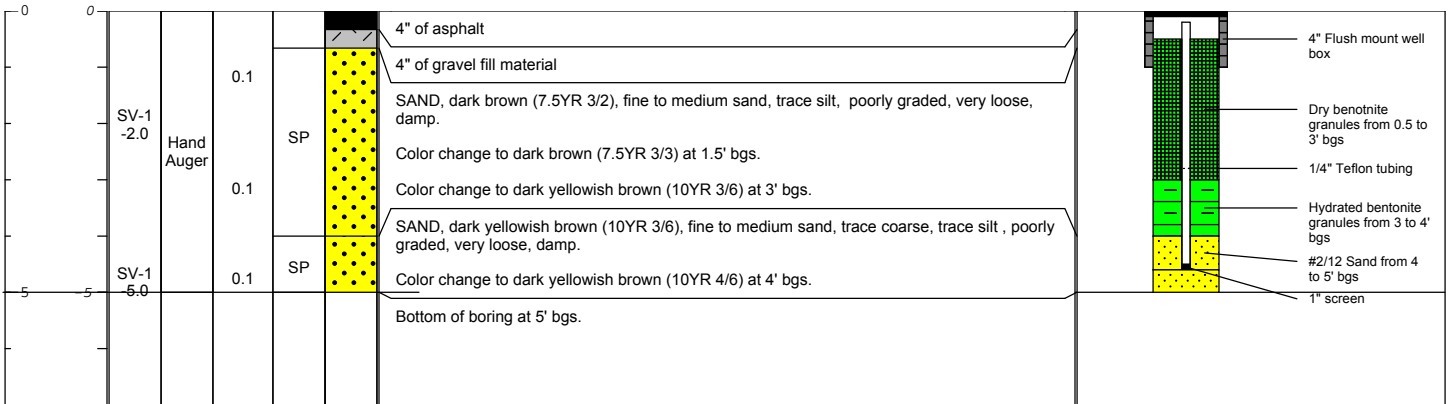 0
0
4" of asphalt
4" Flush mount well
box
4" of gravel fill material
0.1
SAND, dark brown (7.5YR 3/2), fine to medium sand, trace silt, poorly graded, very loose,
damp.
SV-1
-2.0
Hand
Auger
SP
Dry benotnite
granules from 0.5 to
3' bgs
Color change to dark brown (7.5YR 3/3) at 1.5' bgs.
1/4" Teflon tubing
0.1
Color change to dark yellowish brown (10YR 3/6) at 3' bgs.
Hydrated bentonite
granules from 3 to 4'
bgs
SAND, dark yellowish brown (10YR 3/6), fine to medium sand, trace coarse, trace silt , poorly
graded, very loose, damp.
SV-1
-5.0
0.1
SP
#2/12 Sand from 4
to 5' bgs
Color change to dark yellowish brown (10YR 4/6) at 4' bgs.
5
-5
1" screen
Bottom of boring at 5' bgs.